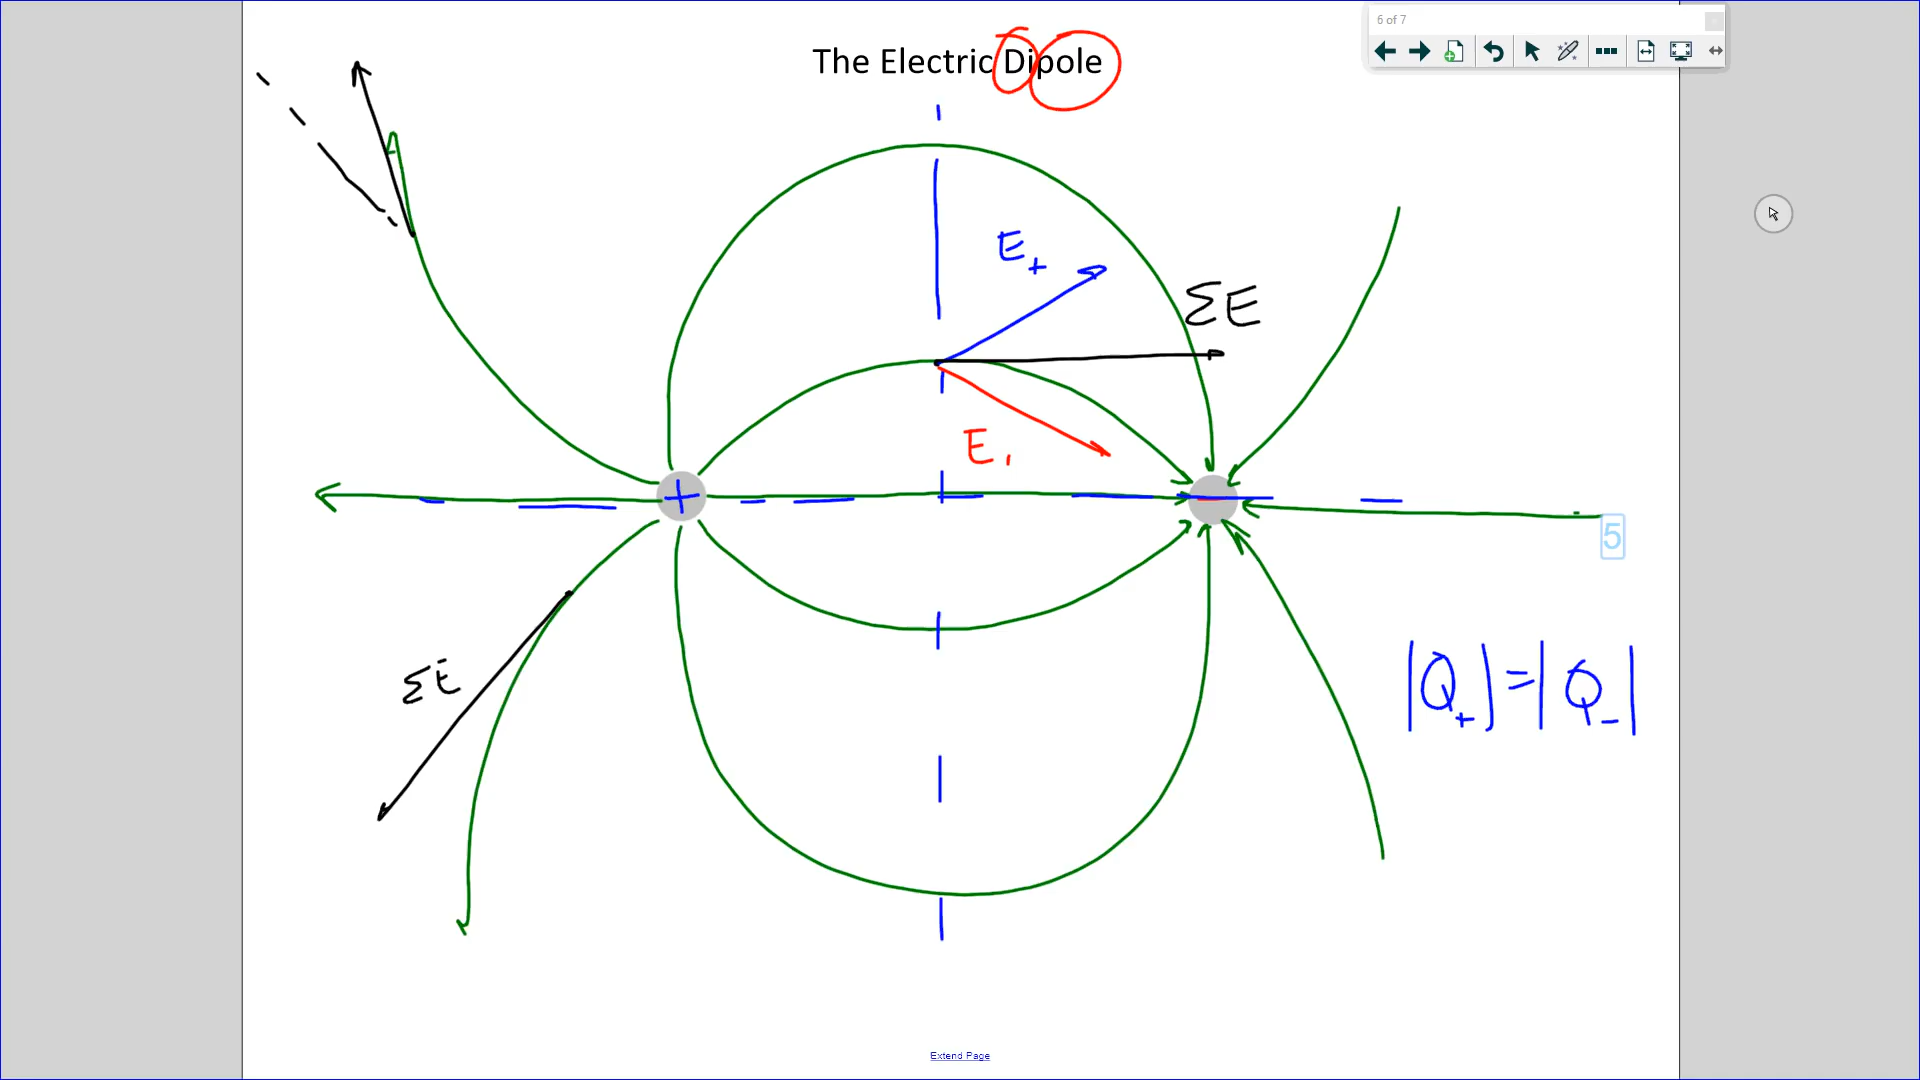 6 of 7
The Electric Dipole
E+
ΣE
E
+
5
ΣE
|Q+| = |Q-|
Extend Page